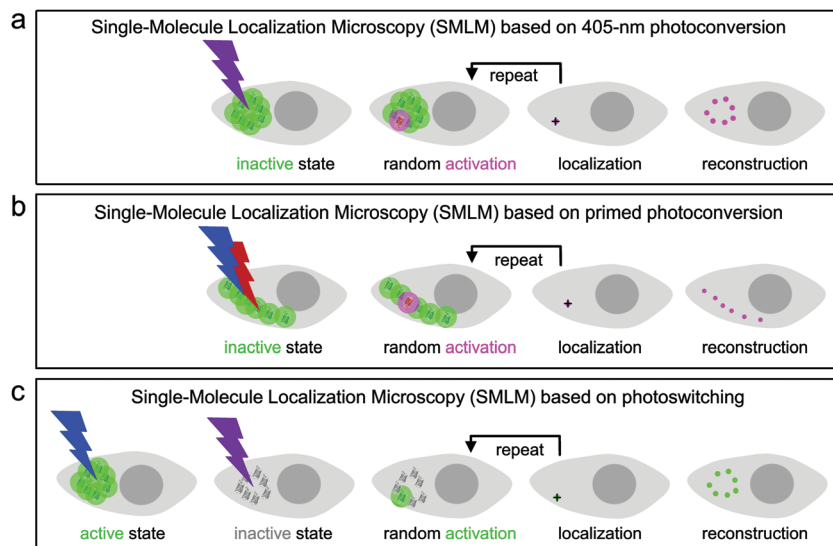 a
Single-Molecule Localization Microscopy (SMLM) based on 405-nm photoconversion
repeat
inactive state
random activation
localization
reconstruction
b
Single-Molecule Localization Microscopy (SMLM) based on primed photoconversion
repeat
inactive state
random activation
localization
reconstruction
c
Single-Molecule Localization Microscopy (SMLM) based on photoswitching
repeat
active state
inactive state
random activation
localization
reconstruction